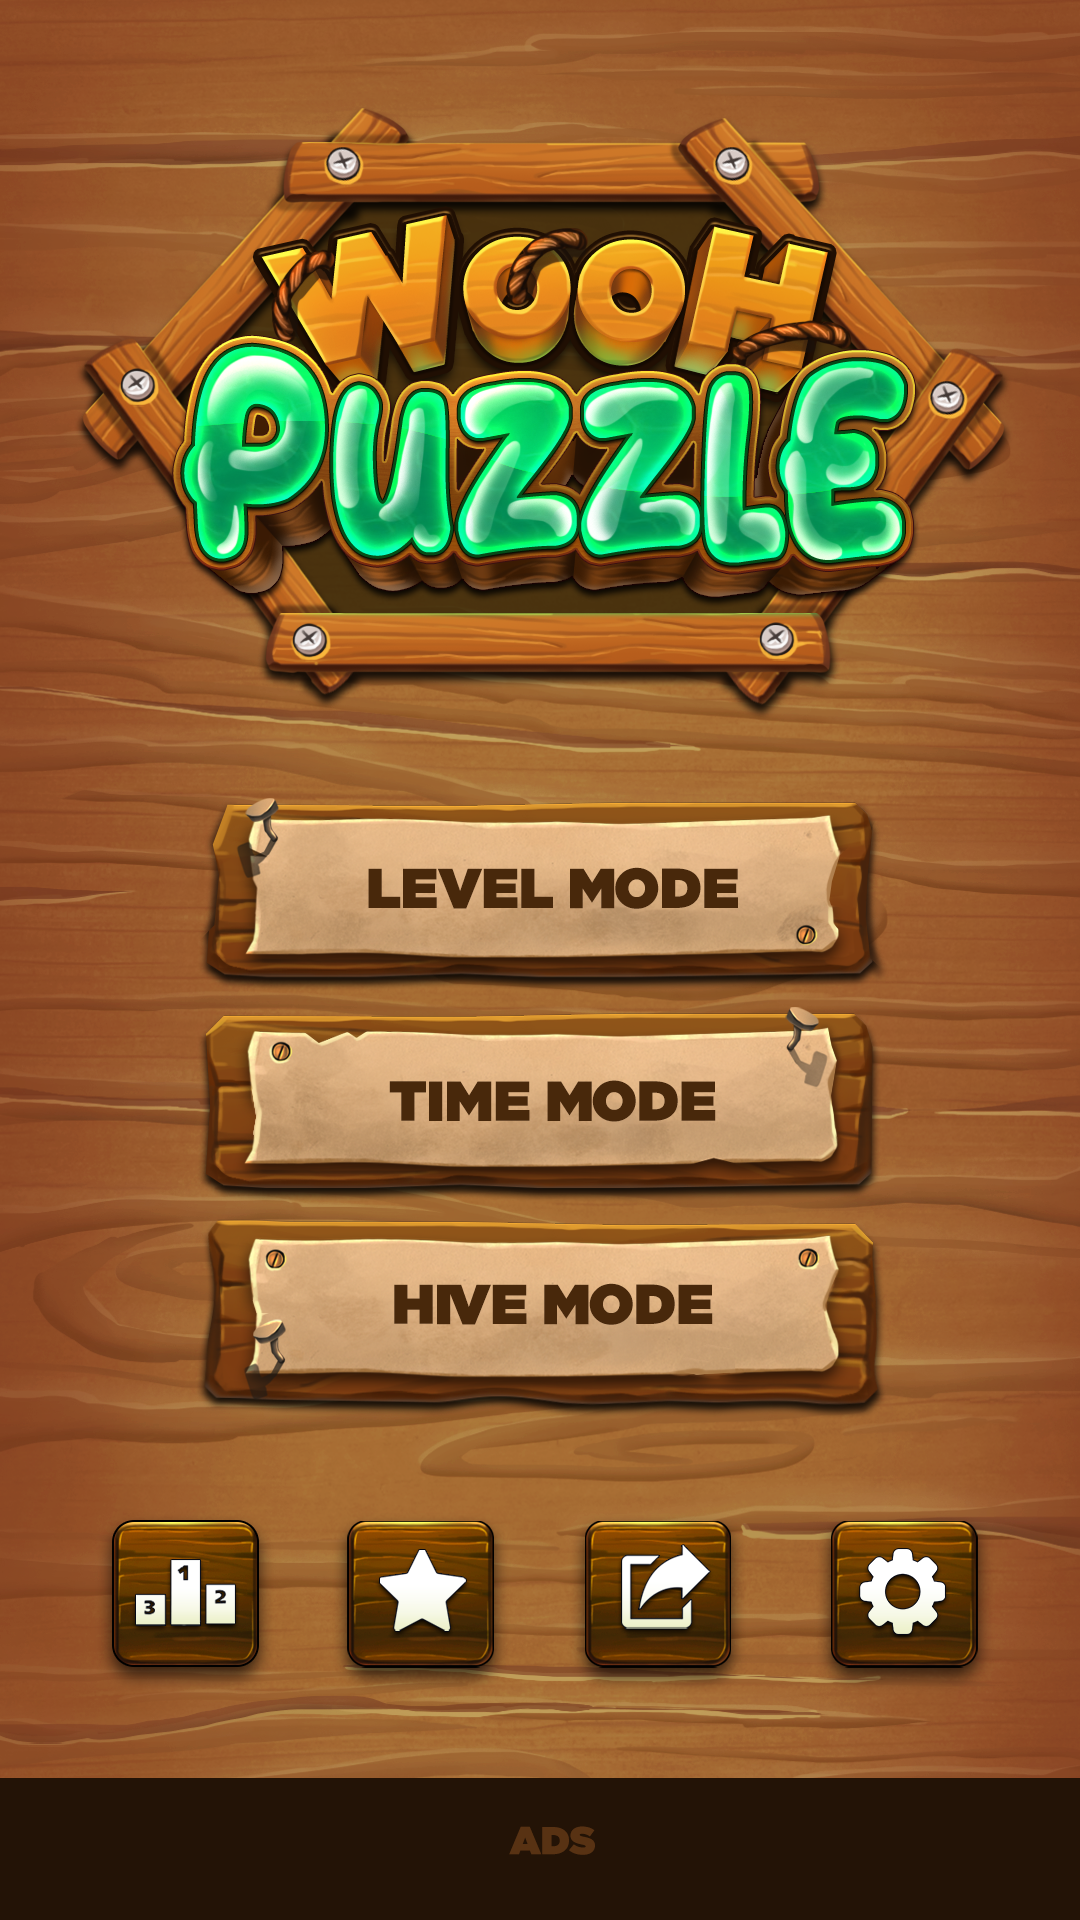 WOOH
PUZZLE
LEVEL MODE
TIME MODE
HIVE MODE
3 1 2
ADS